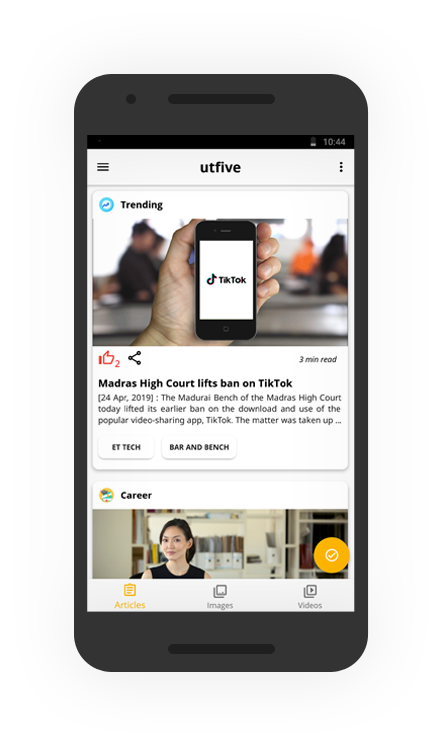 10:44
utfive
Trending
TikTok
2
3 min read
Madras High Court lifts ban on TikTok
[24 Apr, 2019] : The Madurai Bench of the Madras High Court
today lifted its earlier ban on the download and use of the
popular video-sharing app, TikTok. The matter was taken up ...
ET TECH BAR AND BENCH
Career
Articles Images Videos